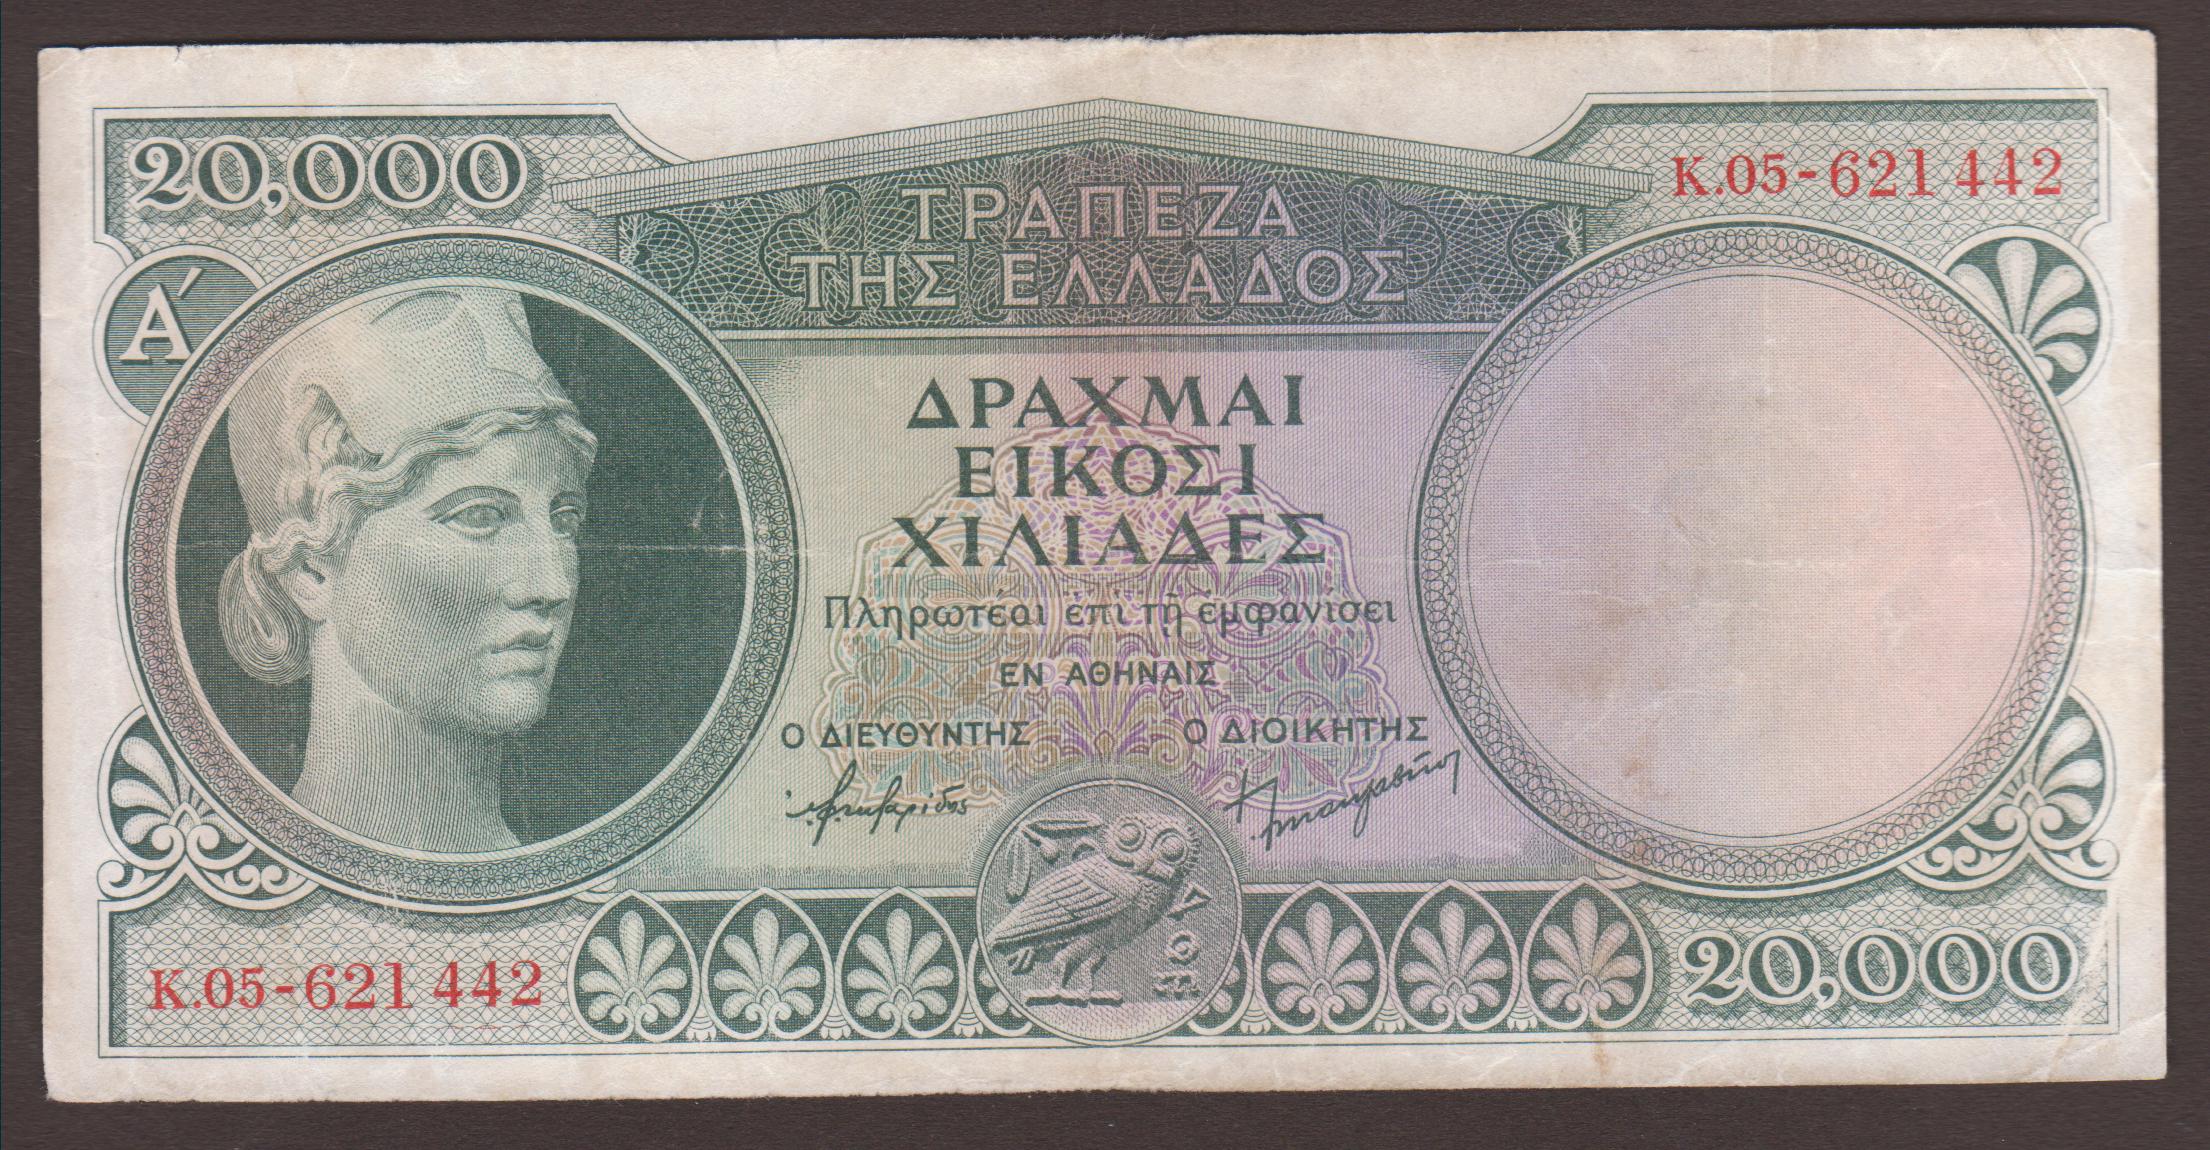 20,000
Κ.05-621 442
ΤΡΑΠΕΖΑ
ΤΗΣ ΕΛΛΑΔΟΣ
Α΄
ΔΡΑΧΜΑΙ
ΕΙΚΟΣΙ
ΧΙΛΙΑΔΕΣ
Πληρωτέαι ἐπὶ τῇ ἐμφανίσει
ΕΝ ΑΘΗΝΑΙΣ
Ο ΔΙΕΥΘΥΝΤΗΣ Ο ΔΙΟΙΚΗΤΗΣ
ΑΘΕ
Κ.05-621 442
20,000